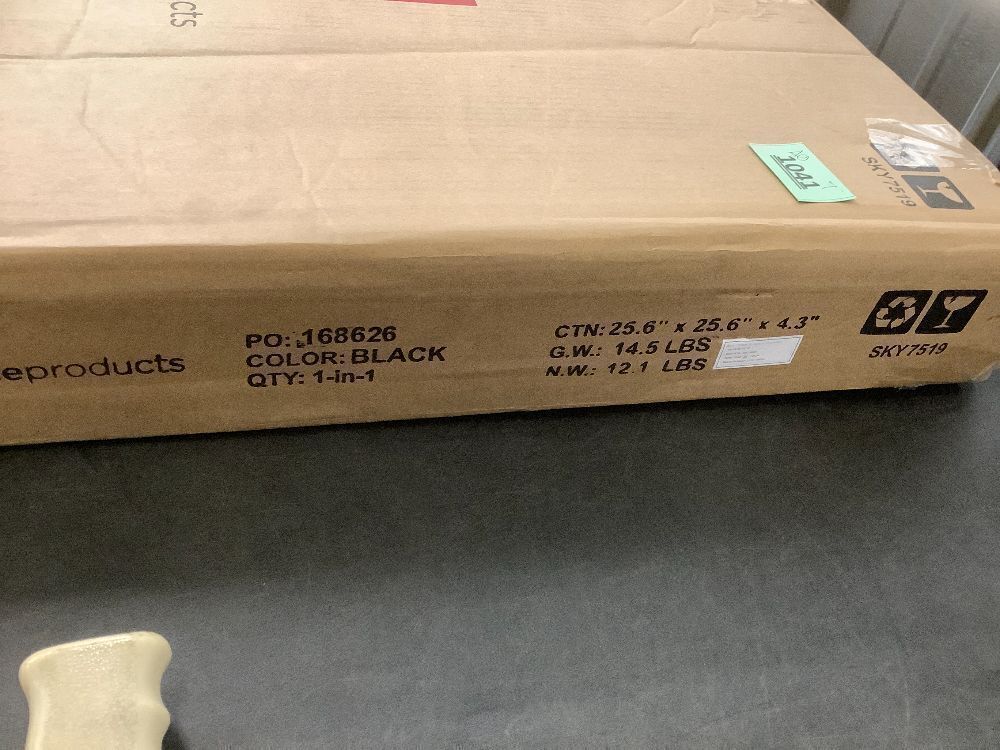 cts
1041
SKY7519
eproducts
PO: 168626
COLOR: BLACK
QTY: 1-in-1
CTN: 25.6" x 25.6" x 4.3"
G.W.: 14.5 LBS
N.W.: 12.1 LBS
SKY7519